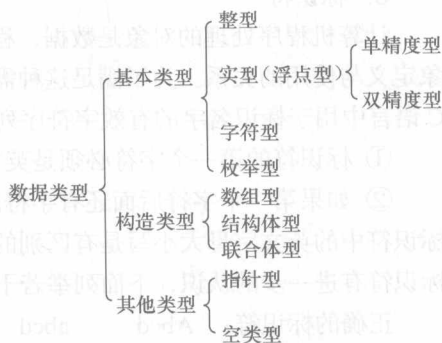 整型
实型(浮点型) 单精度型
双精度型
基本类型
字符型
枚举型
数据类型
数组型
构造类型 结构体型
联合体型
指针型
其他类型
空类型